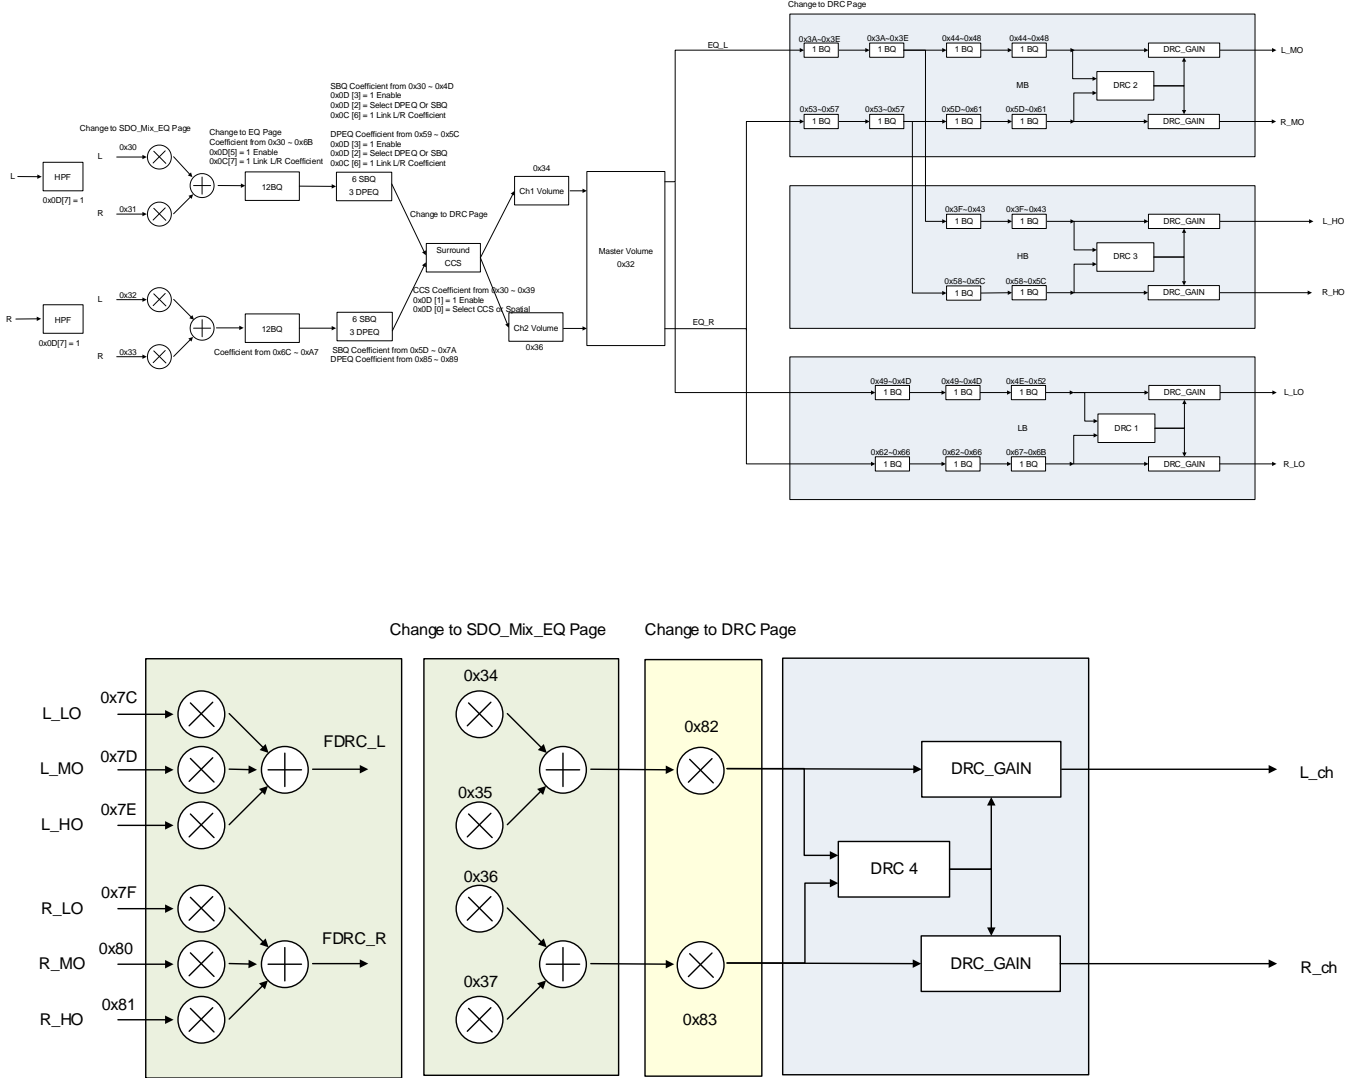 Change to DRC Page
SBQ Coefficient from 0x30 ~ 0x4D
0x0D [3] = 1 Enable
0x0D [2] = Select DPEQ Or SBQ
0x0C [6] = 1 Link L/R Coefficient
Change to SDO_Mix_EQ Page
Change to EQ Page
Coefficient from 0x30 ~ 0x6B
0x0D[5] = 1 Enable
0x0C[7] = 1 Link L/R Coefficient
DPEQ Coefficient from 0x59 ~ 0x5C
0x0D [3] = 1 Enable
0x0D [2] = Select DPEQ Or SBQ
0x0C [6] = 1 Link L/R Coefficient
L
HPF
0x0D[7] = 1
L
0x30
R
0x31
12BQ
6 SBQ
3 DPEQ
Change to DRC Page
Surround
CCS
CCS Coefficient from 0x30 ~ 0x39
0x0D [1] = 1 Enable
0x0D [0] = Select CCS or Spatial
R
HPF
0x0D[7] = 1
L
0x32
R
0x33
12BQ
Coefficient from 0x6C ~ 0xA7
6 SBQ
3 DPEQ
SBQ Coefficient from 0x5D ~ 0x7A
DPEQ Coefficient from 0x85 ~ 0x89
0x34
Ch1 Volume
Ch2 Volume
0x36
Master Volume
0x32
EQ_L
EQ_R
0x3A~0x3E
0x3A~0x3E
0x44~0x48
0x44~0x48
1 BQ
1 BQ
1 BQ
1 BQ
DRC_GAIN
L_MO
MB
DRC 2
0x53~0x57
0x53~0x57
0x5D~0x61
0x5D~0x61
1 BQ
1 BQ
1 BQ
1 BQ
DRC_GAIN
R_MO
0x3F~0x43
0x3F~0x43
1 BQ
1 BQ
DRC_GAIN
L_HO
HB
DRC 3
0x58~0x5C
0x58~0x5C
1 BQ
1 BQ
DRC_GAIN
R_HO
0x49~0x4D
0x49~0x4D
0x4E~0x52
1 BQ
1 BQ
1 BQ
DRC_GAIN
L_LO
LB
DRC 1
0x62~0x66
0x62~0x66
0x67~0x6B
1 BQ
1 BQ
1 BQ
DRC_GAIN
R_LO
Change to SDO_Mix_EQ Page
Change to DRC Page
L_LO
0x7C
L_MO
0x7D
L_HO
0x7E
FDRC_L
R_LO
0x7F
R_MO
0x80
R_HO
0x81
FDRC_R
0x34
0x35
0x36
0x37
0x82
0x83
DRC_GAIN
L_ch
DRC 4
DRC_GAIN
R_ch